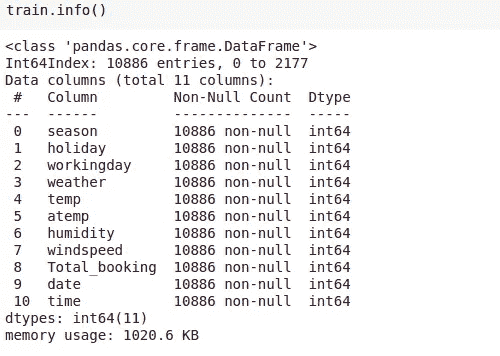 train.info()
<class 'pandas.core.frame.DataFrame'>
Int64Index: 10886 entries, 0 to 2177
Data columns (total 11 columns):
 #   Column         Non-Null Count  Dtype
---  ------         --------------  -----
 0   season         10886 non-null  int64
 1   holiday        10886 non-null  int64
 2   workingday     10886 non-null  int64
 3   weather        10886 non-null  int64
 4   temp           10886 non-null  int64
 5   atemp          10886 non-null  int64
 6   humidity       10886 non-null  int64
 7   windspeed      10886 non-null  int64
 8   Total_booking  10886 non-null  int64
 9   date           10886 non-null  int64
 10  time           10886 non-null  int64
dtypes: int64(11)
memory usage: 1020.6 KB